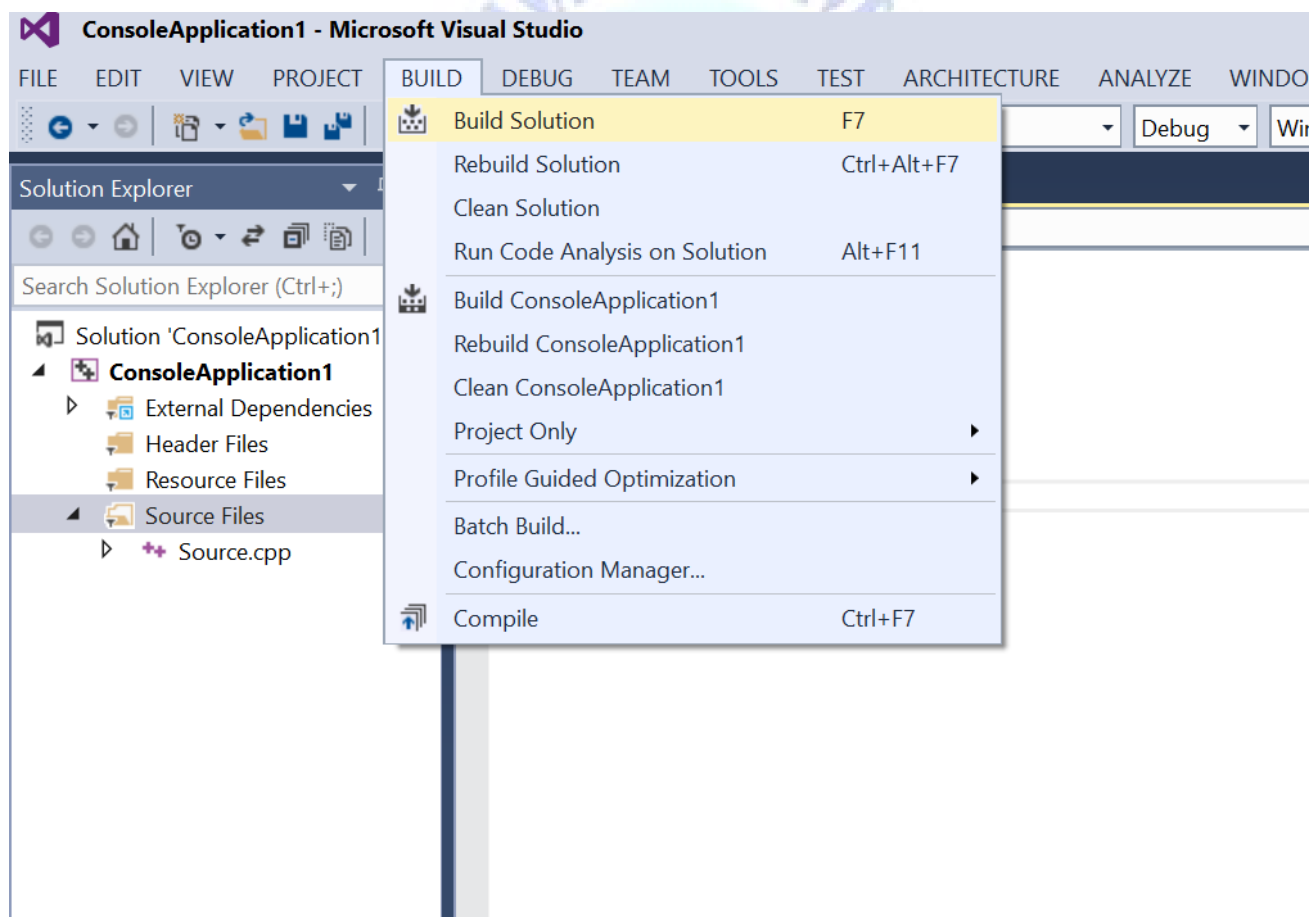 ConsoleApplication1 - Microsoft Visual Studio
FILE EDIT VIEW PROJECT BUILD DEBUG TEAM TOOLS TEST ARCHITECTURE ANALYZE WINDO
Debug Wi
Solution Explorer
Search Solution Explorer (Ctrl+;)
Solution 'ConsoleApplication1
ConsoleApplication1
External Dependencies
Header Files
Resource Files
Source Files
Source.cpp
Build Solution F7
Rebuild Solution Ctrl+Alt+F7
Clean Solution
Run Code Analysis on Solution Alt+F11
Build ConsoleApplication1
Rebuild ConsoleApplication1
Clean ConsoleApplication1
Project Only
Profile Guided Optimization
Batch Build...
Configuration Manager...
Compile Ctrl+F7